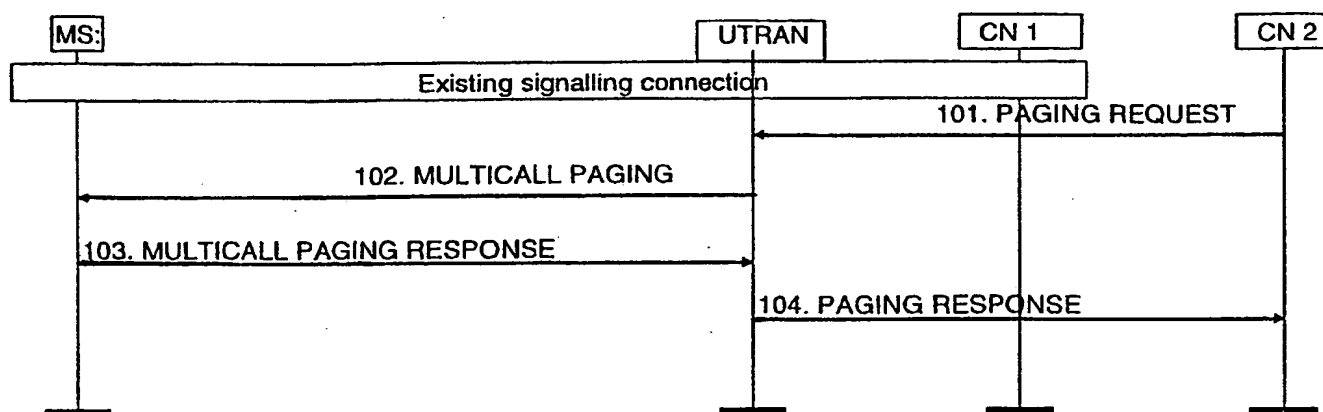 MS:
UTRAN
CN 1
CN 2
Existing signalling connection
101. PAGING REQUEST
102. MULTICALL PAGING
103. MULTICALL PAGING RESPONSE
104. PAGING RESPONSE